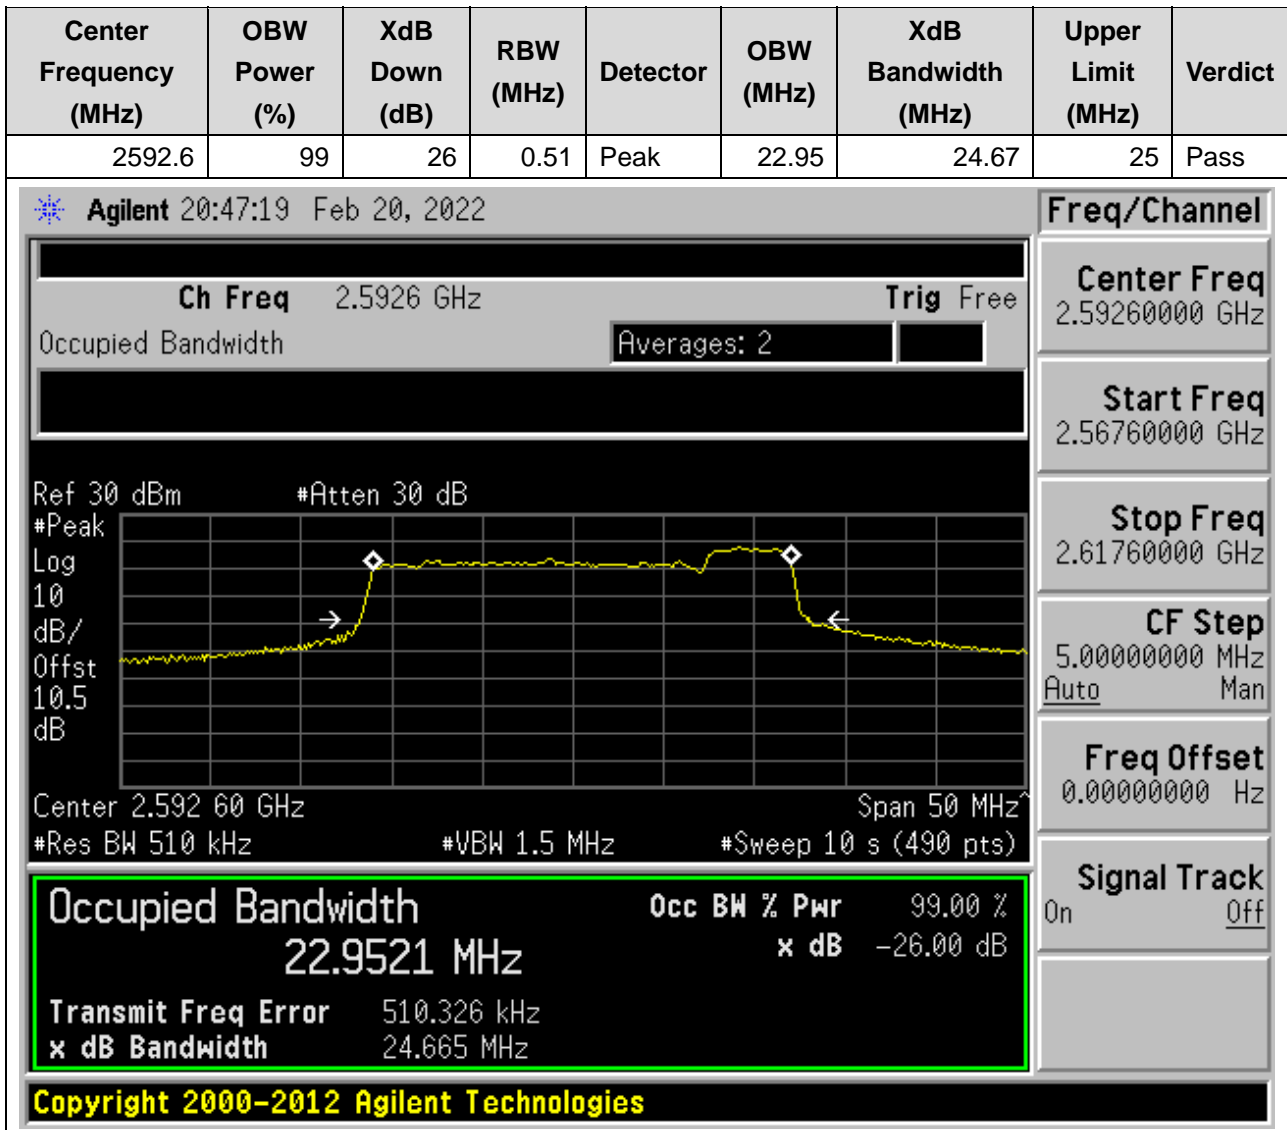 Center Frequency (MHz) OBW Power (%) XdB Down (dB) RBW (MHz) Detector OBW (MHz) XdB Bandwidth (MHz) Upper Limit (MHz) Verdict
2592.6 99 26 0.51 Peak 22.95 24.67 25 Pass
Agilent 20:47:19 Feb 20, 2022
Freq/Channel
Ch Freq 2.5926 GHz Trig Free
Occupied Bandwidth Averages: 2
Center Freq
2.59260000 GHz
Start Freq
2.56760000 GHz
Stop Freq
2.61760000 GHz
CF Step
5.00000000 MHz
Auto Man
Freq Offset
0.00000000 Hz
Signal Track
On Off
Ref 30 dBm #Atten 30 dB
#Peak
Log
10
dB/
Offst
10.5
dB
Center 2.592 60 GHz Span 50 MHz^
#Res BW 510 kHz #VBW 1.5 MHz #Sweep 10 s (490 pts)
Occupied Bandwidth
22.9521 MHz
Occ BW % Pwr 99.00 %
x dB -26.00 dB
Transmit Freq Error 510.326 kHz
x dB Bandwidth 24.665 MHz
Copyright 2000-2012 Agilent Technologies